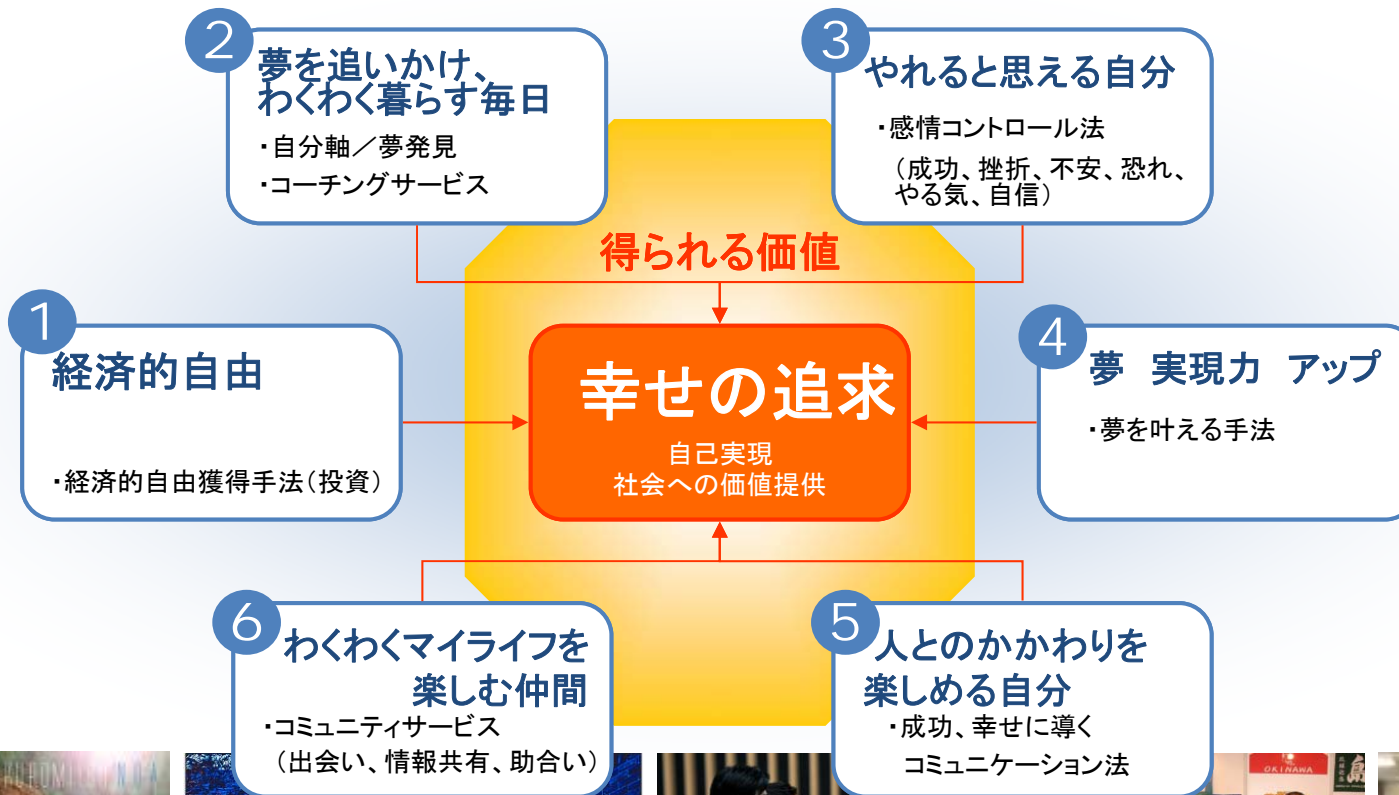 2
夢を追いかけ、
わくわく暮らす毎日
・自分軸／夢発見
・コーチングサービス
3
やれると思える自分
・感情コントロール法
（成功、挫折、不安、恐れ、
やる気、自信）
得られる価値
1
経済的自由
・経済的自由獲得手法（投資）
幸せの追求
自己実現
社会への価値提供
4
夢　実現力　アップ
・夢を叶える手法
6
わくわくマイライフを
楽しむ仲間
・コミュニティサービス
（出会い、情報共有、助合い）
5
人とのかかわりを
楽しめる自分
・成功、幸せに導く
コミュニケーション法
OKINAWA